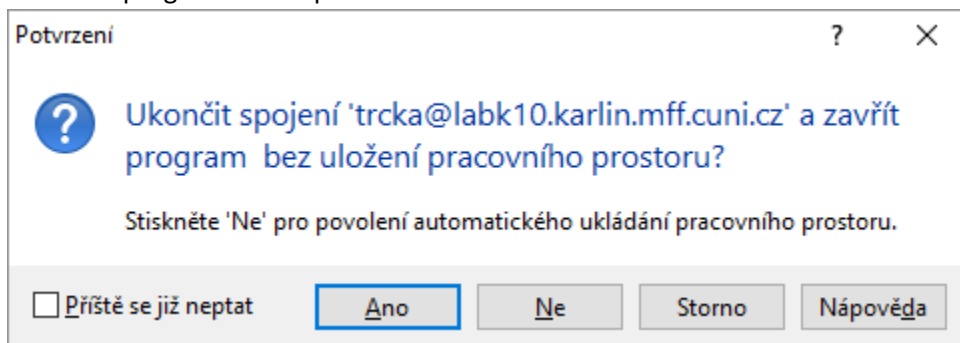 Potvrzení
?
Ukončit spojení 'trcka@labk10.karlin.mff.cuni.cz' a zavřít
program  bez uložení pracovního prostoru?
Stiskněte 'Ne' pro povolení automatického ukládání pracovního prostoru.
Příště se již neptat Ano Ne Storno Nápověda